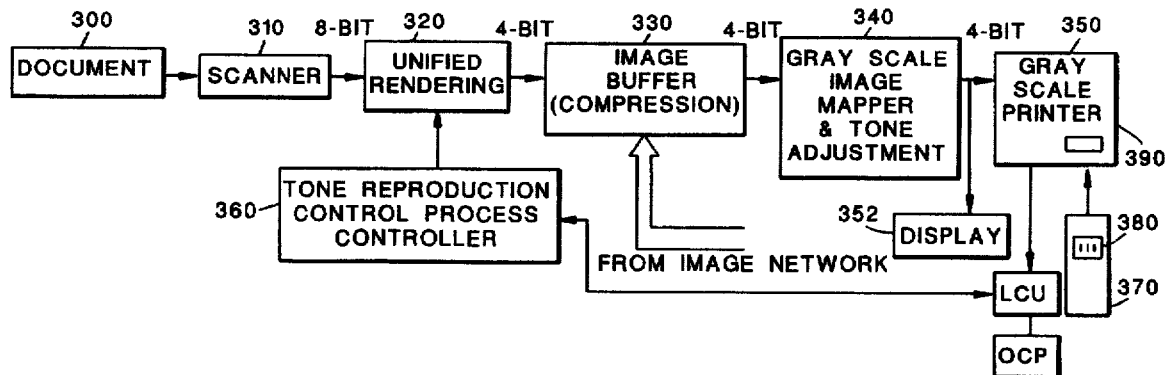 300
DOCUMENT
310
SCANNER
8-BIT
320
UNIFIED
RENDERING
4-BIT
330
IMAGE
BUFFER
(COMPRESSION)
4-BIT
340
GRAY SCALE
IMAGE
MAPPER
& TONE
ADJUSTMENT
4-BIT
350
GRAY
SCALE
PRINTER
390
360
TONE REPRODUCTION
CONTROL PROCESS
CONTROLLER
FROM IMAGE NETWORK
352
DISPLAY
380
370
LCU
OCP